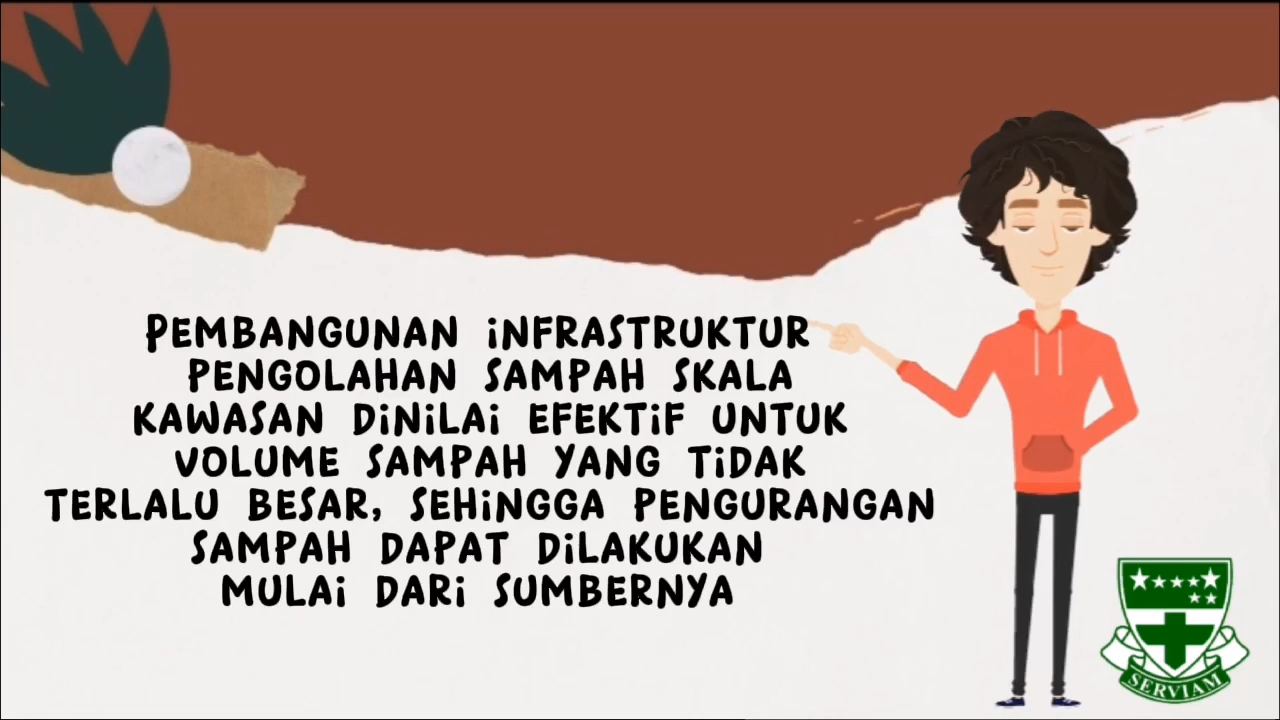 PEMBANGUNAN iNFRASTRUKTUR
PENGOLAHAN SAMPAH SKALA
KAWASAN DiNiLAi EFEKTiF UNTUK
VOLUME SAMPAH YANG TiDAK
TERLALU BESAR, SEHiNGGA PENGURANGAN
SAMPAH DAPAT DiLAKUKAN
MULAi DARi SUMBERNYA
SERVIAM